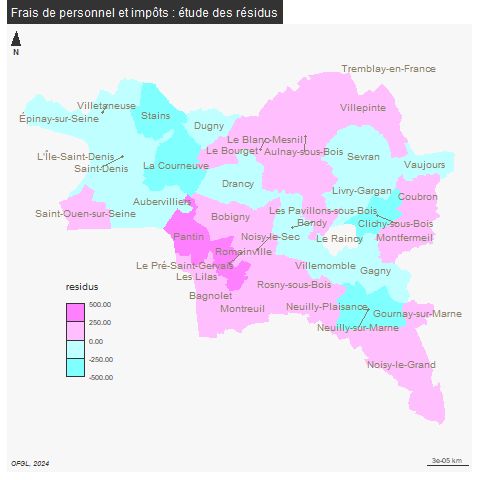 Frais de personnel et impôts : étude des résidus
N
Tremblay-en-France
Villetaneuse
Villepinte
Épinay-sur-Seine
Stains
Dugny
Le Blanc-Mesnil
Le Bourget
Aulnay-sous-Bois
L'Île-Saint-Denis
Sevran
Saint-Denis
La Courneuve
Vaujours
Drancy
Livry-Gargan
Coubron
Aubervilliers
Saint-Ouen-sur-Seine
Bobigny
Les Pavillons-sous-Bois
Bondy
Clichy-sous-Bois
Pantin
Noisy-le-Sec
Le Raincy
Montfermeil
Romainville
Le Pré-Saint-Gervais
Villemomble
Gagny
Les Lilas
Rosny-sous-Bois
Bagnolet
Montreuil
Neuilly-Plaisance
Gournay-sur-Marne
Neuilly-sur-Marne
Noisy-le-Grand
residus
500.00
250.00
0.00
-250.00
-500.00
OFGL, 2024
3e-05 km